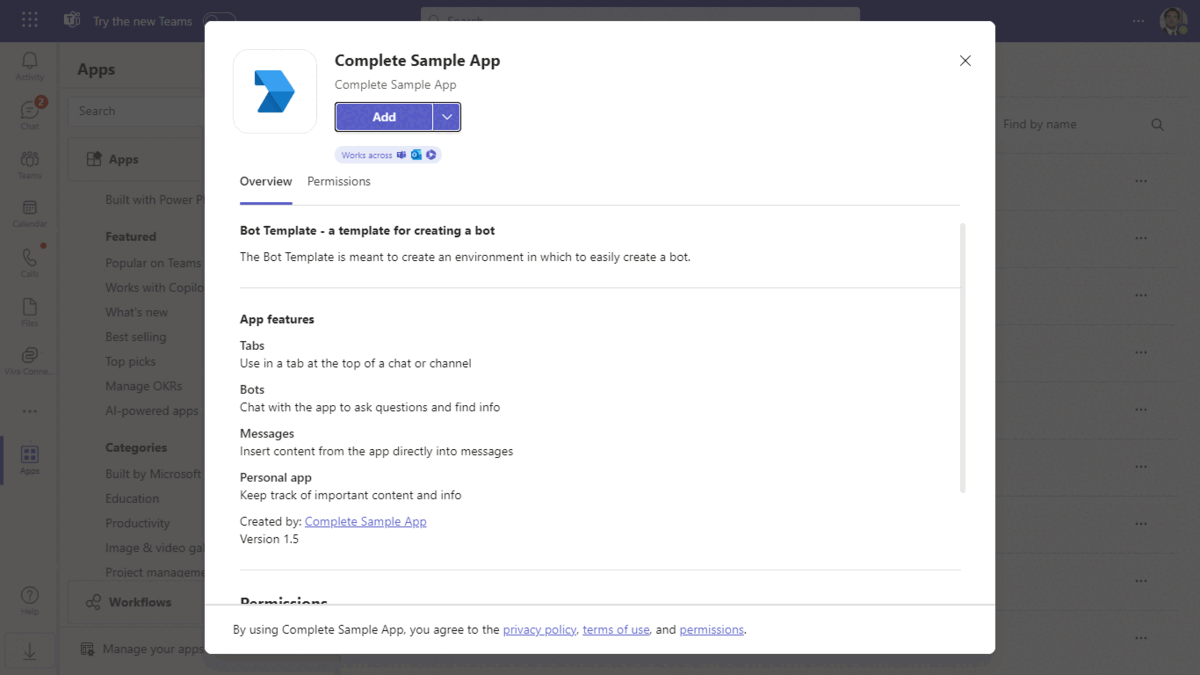 Try the new Teams
Search
Activity
Chat
2
Teams
Calendar
Calls
Files
Viva Conne...
Apps
Help
Apps
Search
Apps
Built with Power Pl
Featured
Popular on Teams
Works with Copilo
What's new
Best selling
Top picks
Manage OKRs
AI-powered apps
Categories
Built by Microsoft
Education
Productivity
Image & video gal
Project manageme
Workflows
Manage your apps
Find by name
Complete Sample App
Complete Sample App
Add
Works across
Overview Permissions
Bot Template - a template for creating a bot
The Bot Template is meant to create an environment in which to easily create a bot.
App features
Tabs
Use in a tab at the top of a chat or channel
Bots
Chat with the app to ask questions and find info
Messages
Insert content from the app directly into messages
Personal app
Keep track of important content and info
Created by: Complete Sample App
Version 1.5
Permissions
By using Complete Sample App, you agree to the privacy policy, terms of use, and permissions.